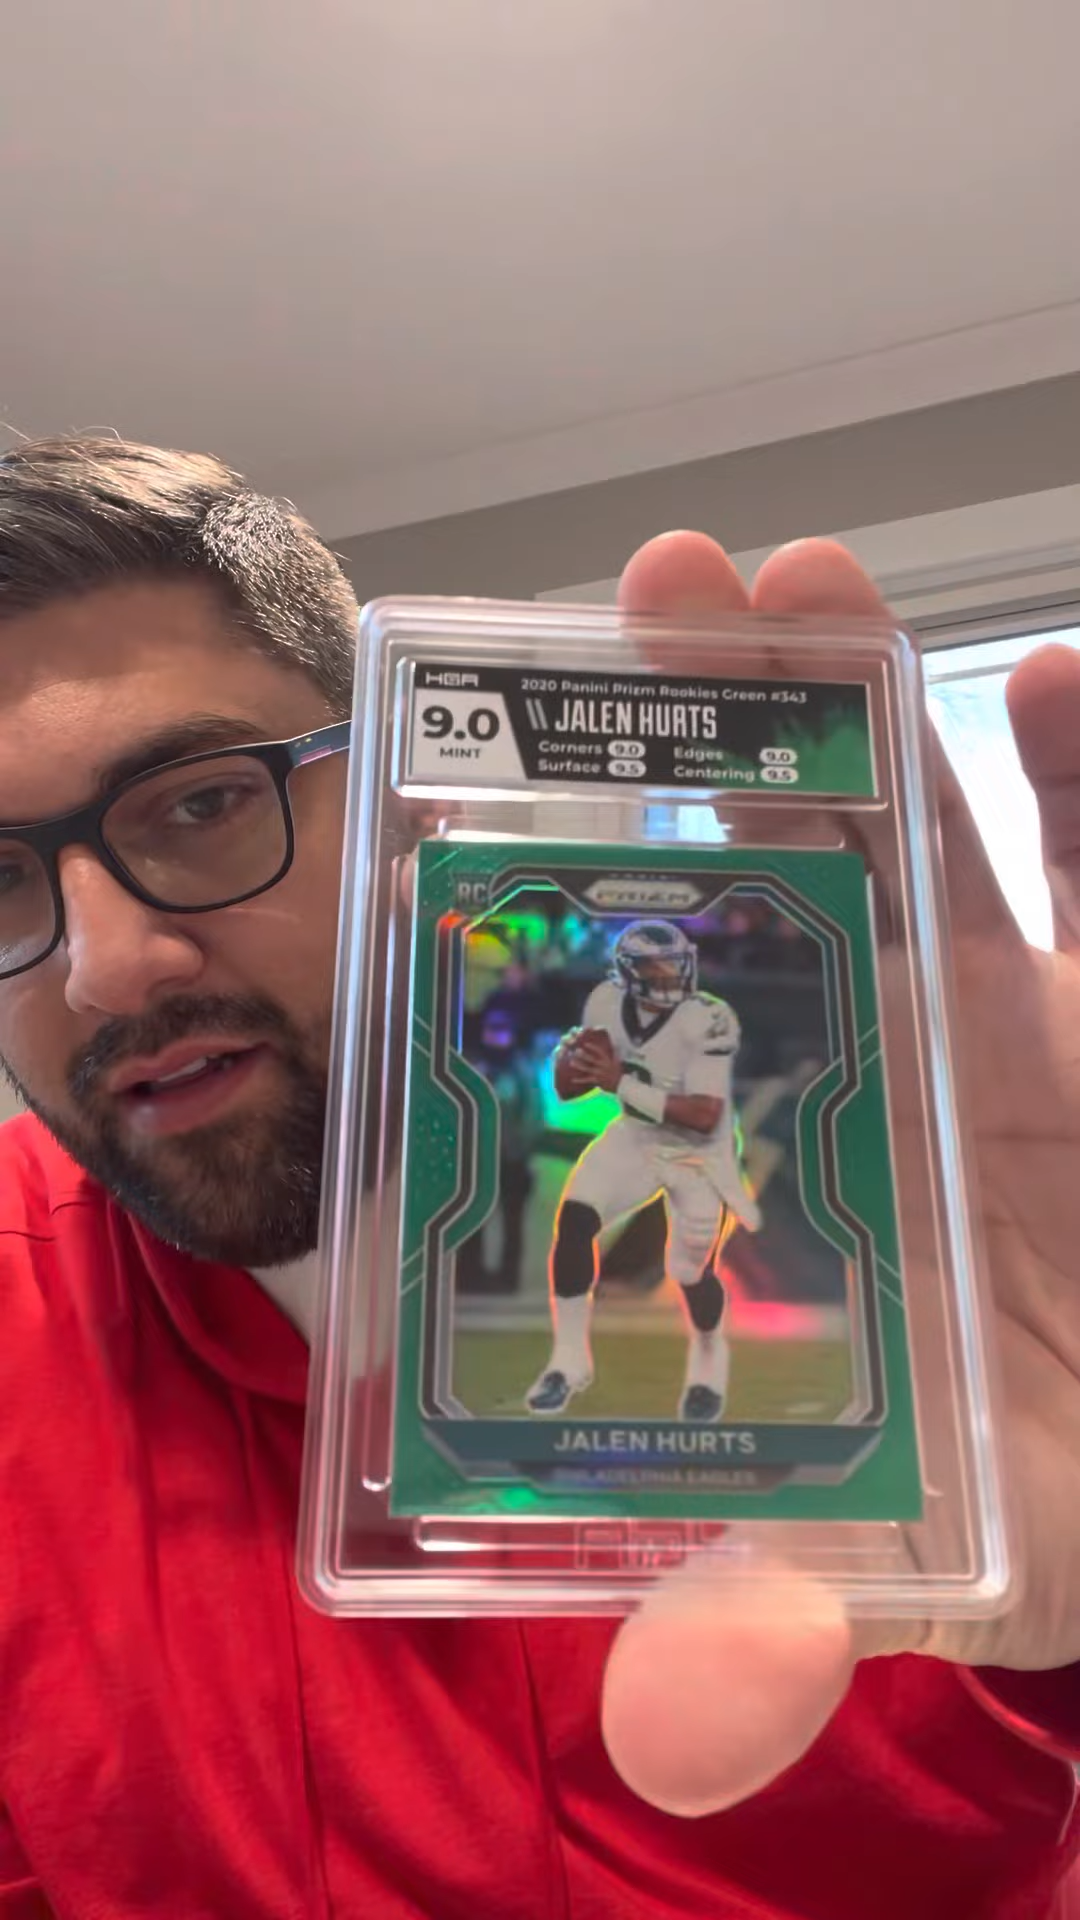 HGA
2020 Panini Prizm Rookies Green #343
9.0
MINT
JALEN HURTS
Corners 9.0
Edges 9.0
Surface 9.5
Centering 9.5
RC
PANINI
PRIZM
JALEN HURTS
PHILADELPHIA EAGLES